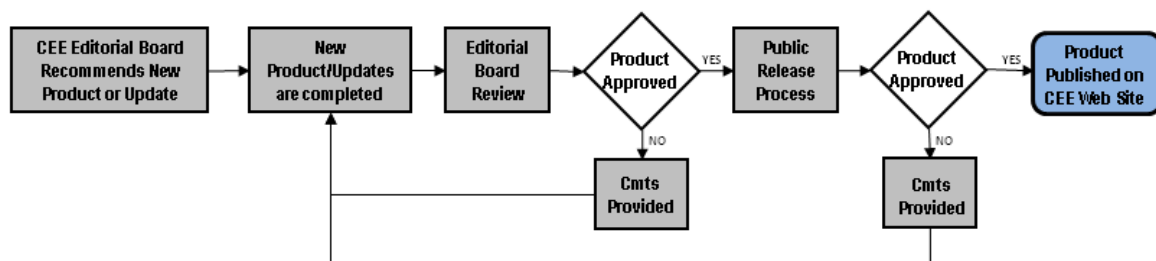 CEE Editorial Board
Recommends New
Product or Update
New
Product/Updates
are completed
Editorial
Board
Review
Product
Approved
YES
NO
Cmts
Provided
Public
Release
Process
Product
Approved
YES
NO
Cmts
Provided
Product
Published on
CEE Web Site